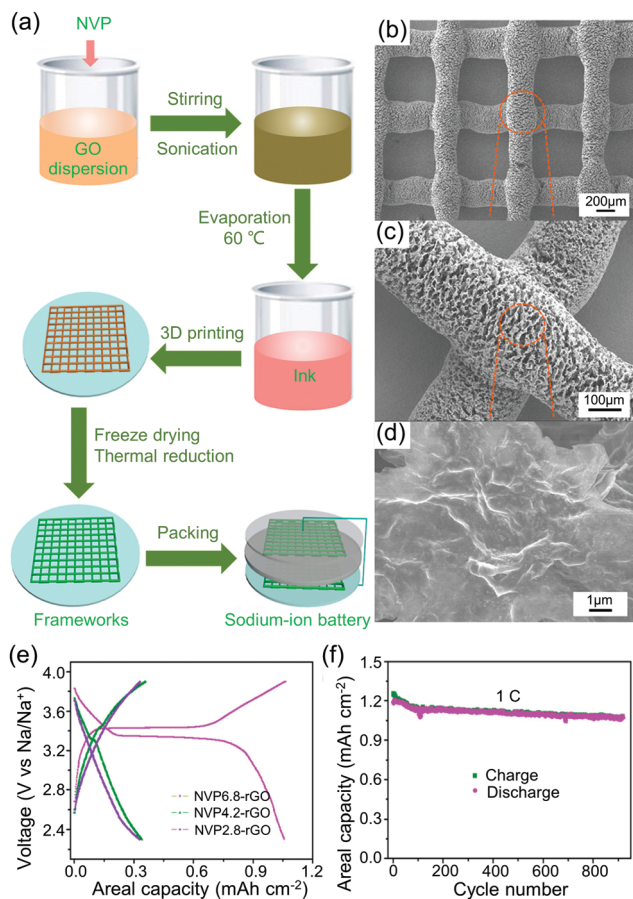 (a)
NVP
GO
dispersion
Stirring
Sonication
Evaporation
60 ℃
3D printing
Ink
Freeze drying
Thermal reduction
Packing
Frameworks
Sodium-ion battery
(b)
200μm
(c)
100μm
(d)
1μm
(e)
Voltage (V vs Na/Na⁺)
4.0
3.6
3.2
2.8
2.4
NVP6.8-rGO
NVP4.2-rGO
NVP2.8-rGO
0.0 0.3 0.6 0.9 1.2
Areal capacity (mAh cm⁻²)
(f)
Areal capacity (mAh cm⁻²)
1.5
1.2
0.9
0.6
0.3
0.0
1 C
Charge
Discharge
0 200 400 600 800
Cycle number